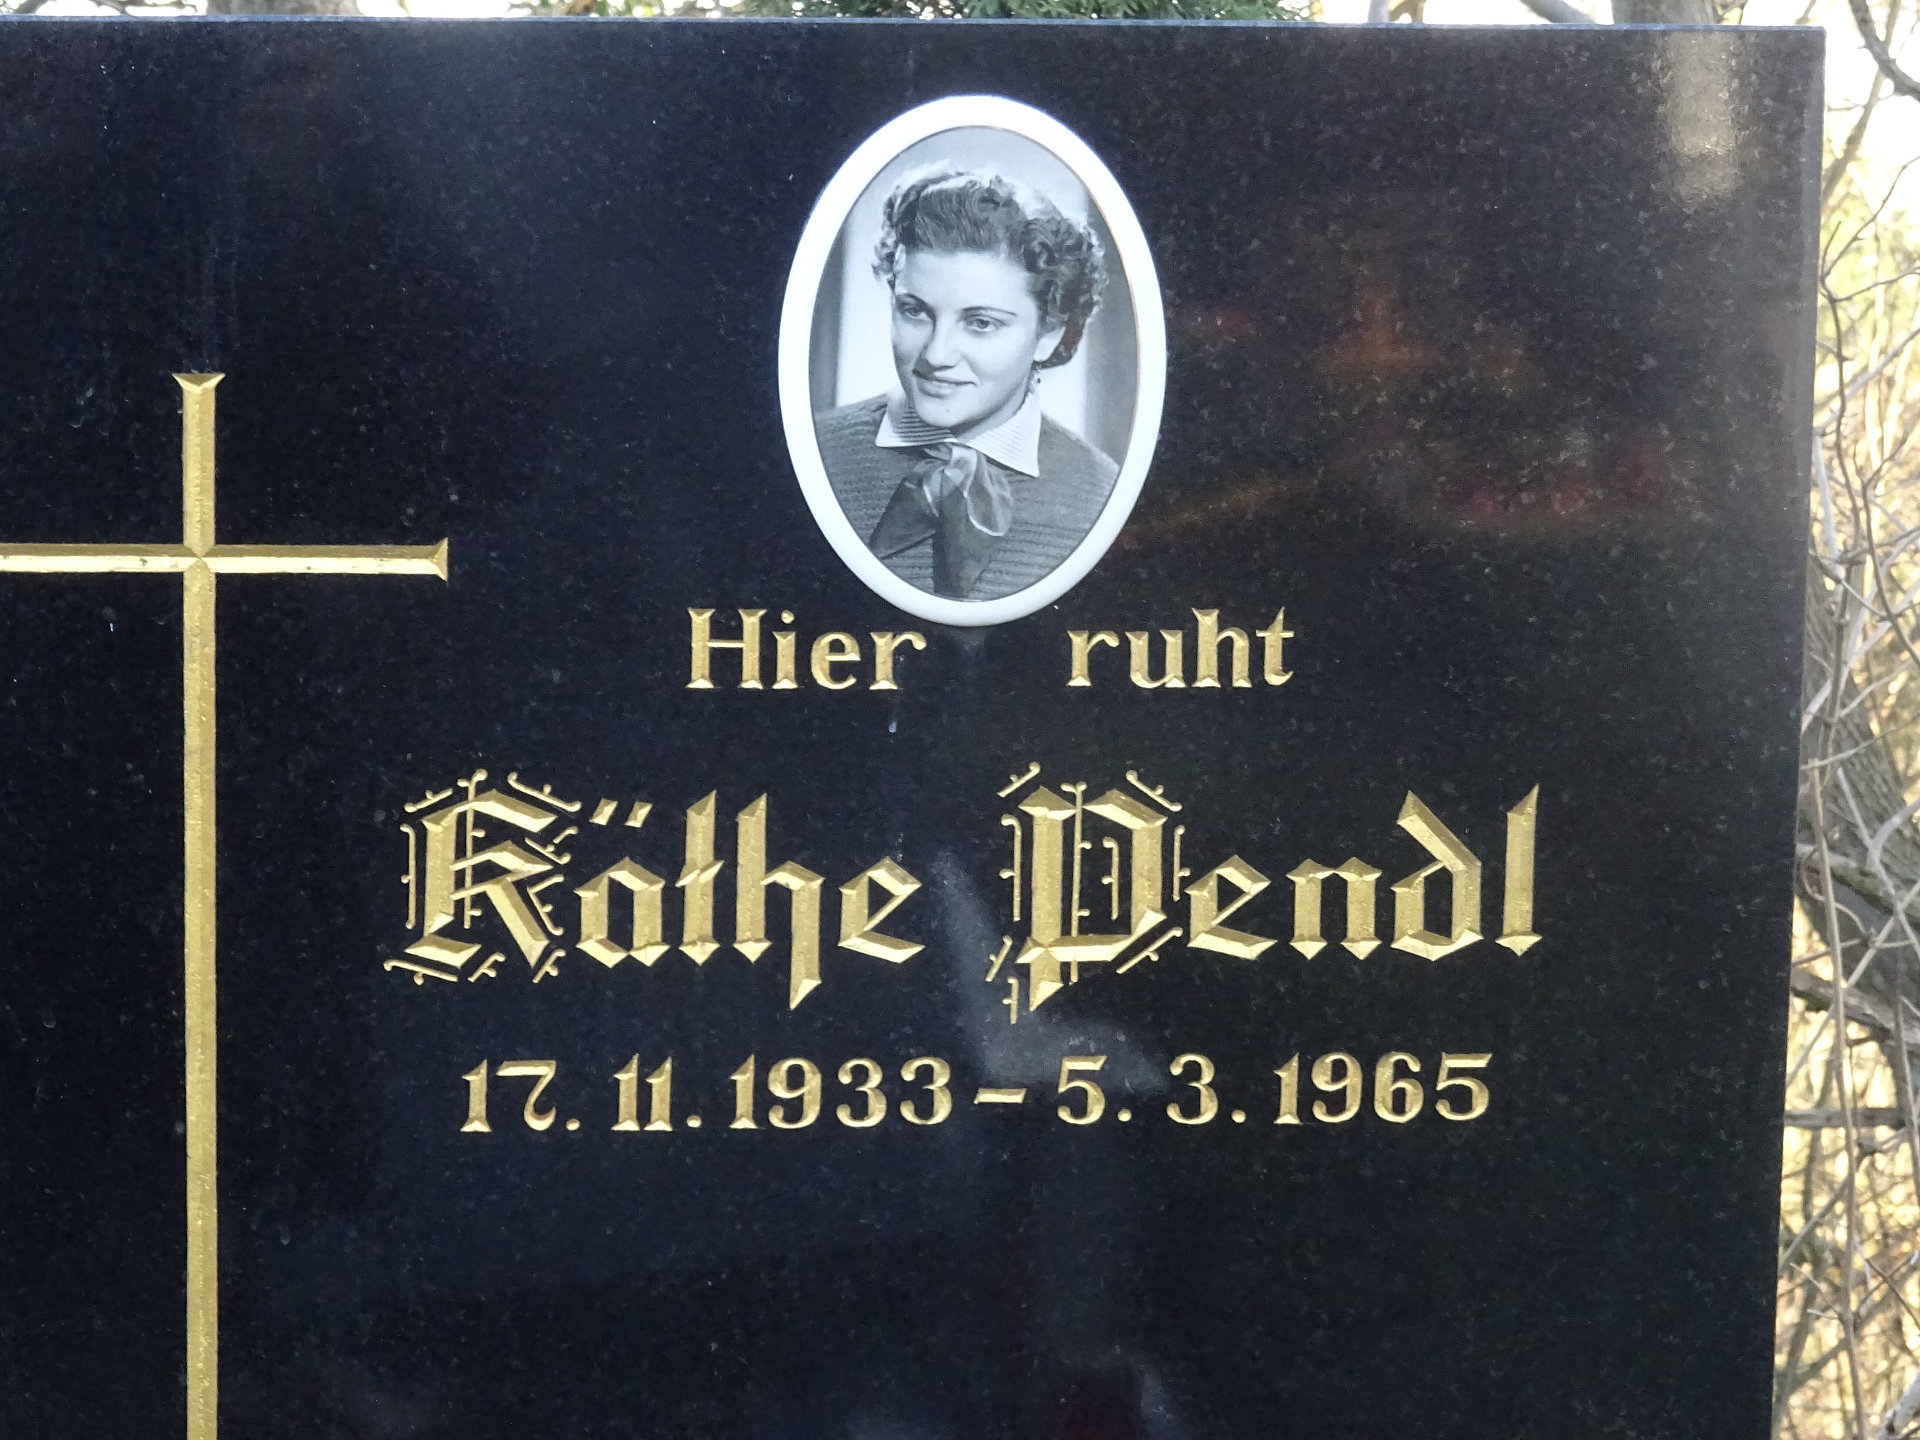 Hier ruht
Käthe Pendl
17. 11. 1933 – 5. 3. 1965